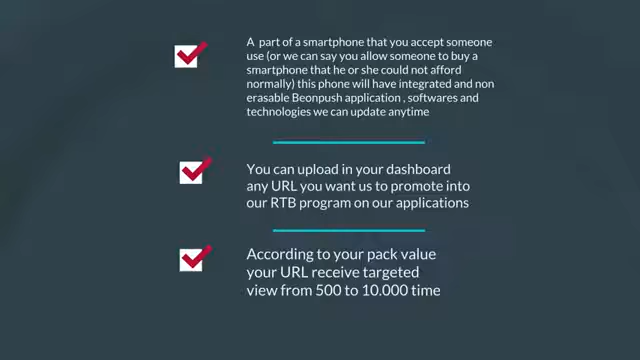 A part of a smartphone that you accept someone
use (or we can say you allow someone to buy a
smartphone that he or she could not afford
normally) this phone will have integrated and non
erasable Beonpush application , softwares and
technologies we can update anytime
You can upload in your dashboard
any URL you want us to promote into
our RTB program on our applications
According to your pack value
your URL receive targeted
view from 500 to 10.000 time